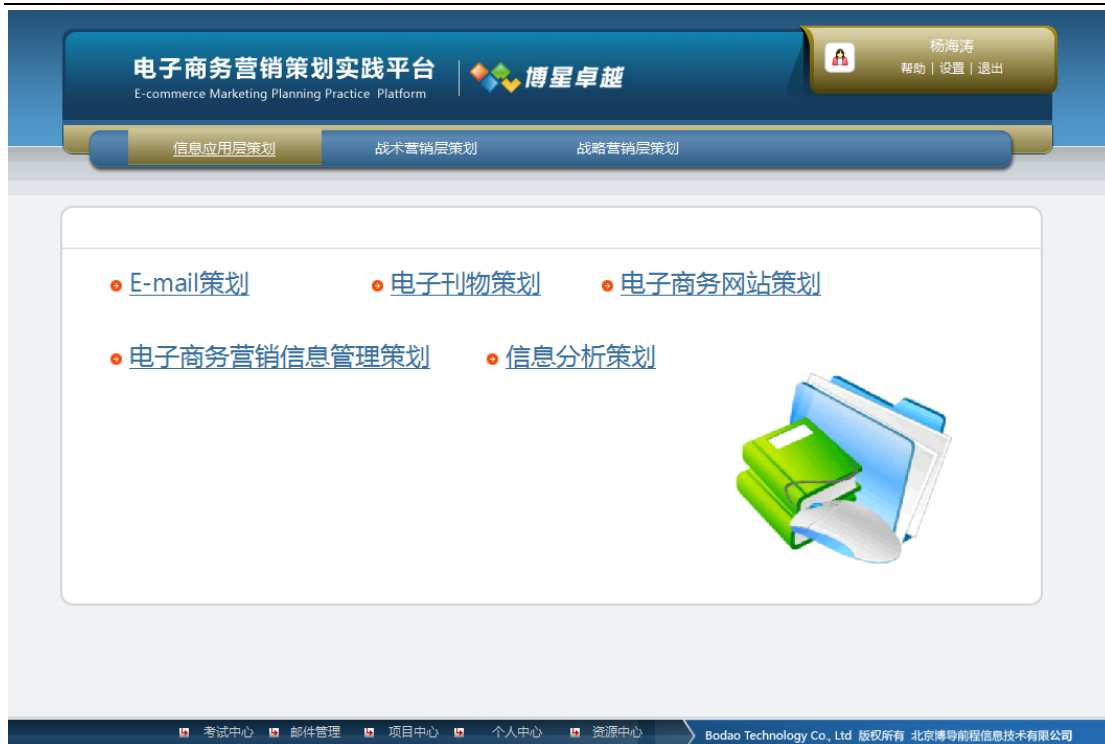 电子商务营销策划实践平台
E-commerce Marketing Planning Practice Platform
博星卓越
杨海涛
帮助 | 设置 | 退出
信息应用层策划 战术营销层策划 战略营销层策划
E-mail策划 电子刊物策划 电子商务网站策划
电子商务营销信息管理策划 信息分析策划
考试中心 邮件管理 项目中心 个人中心 资源中心 Bodao Technology Co., Ltd 版权所有 北京博导前程信息技术有限公司